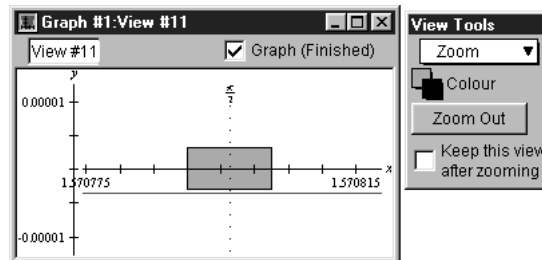 Graph #1:View #11
View #11
Graph (Finished)
y
0.00001
π
2
x
1.570775
1.570815
-0.00001
View Tools
Zoom
Colour
Zoom Out
Keep this view
after zooming